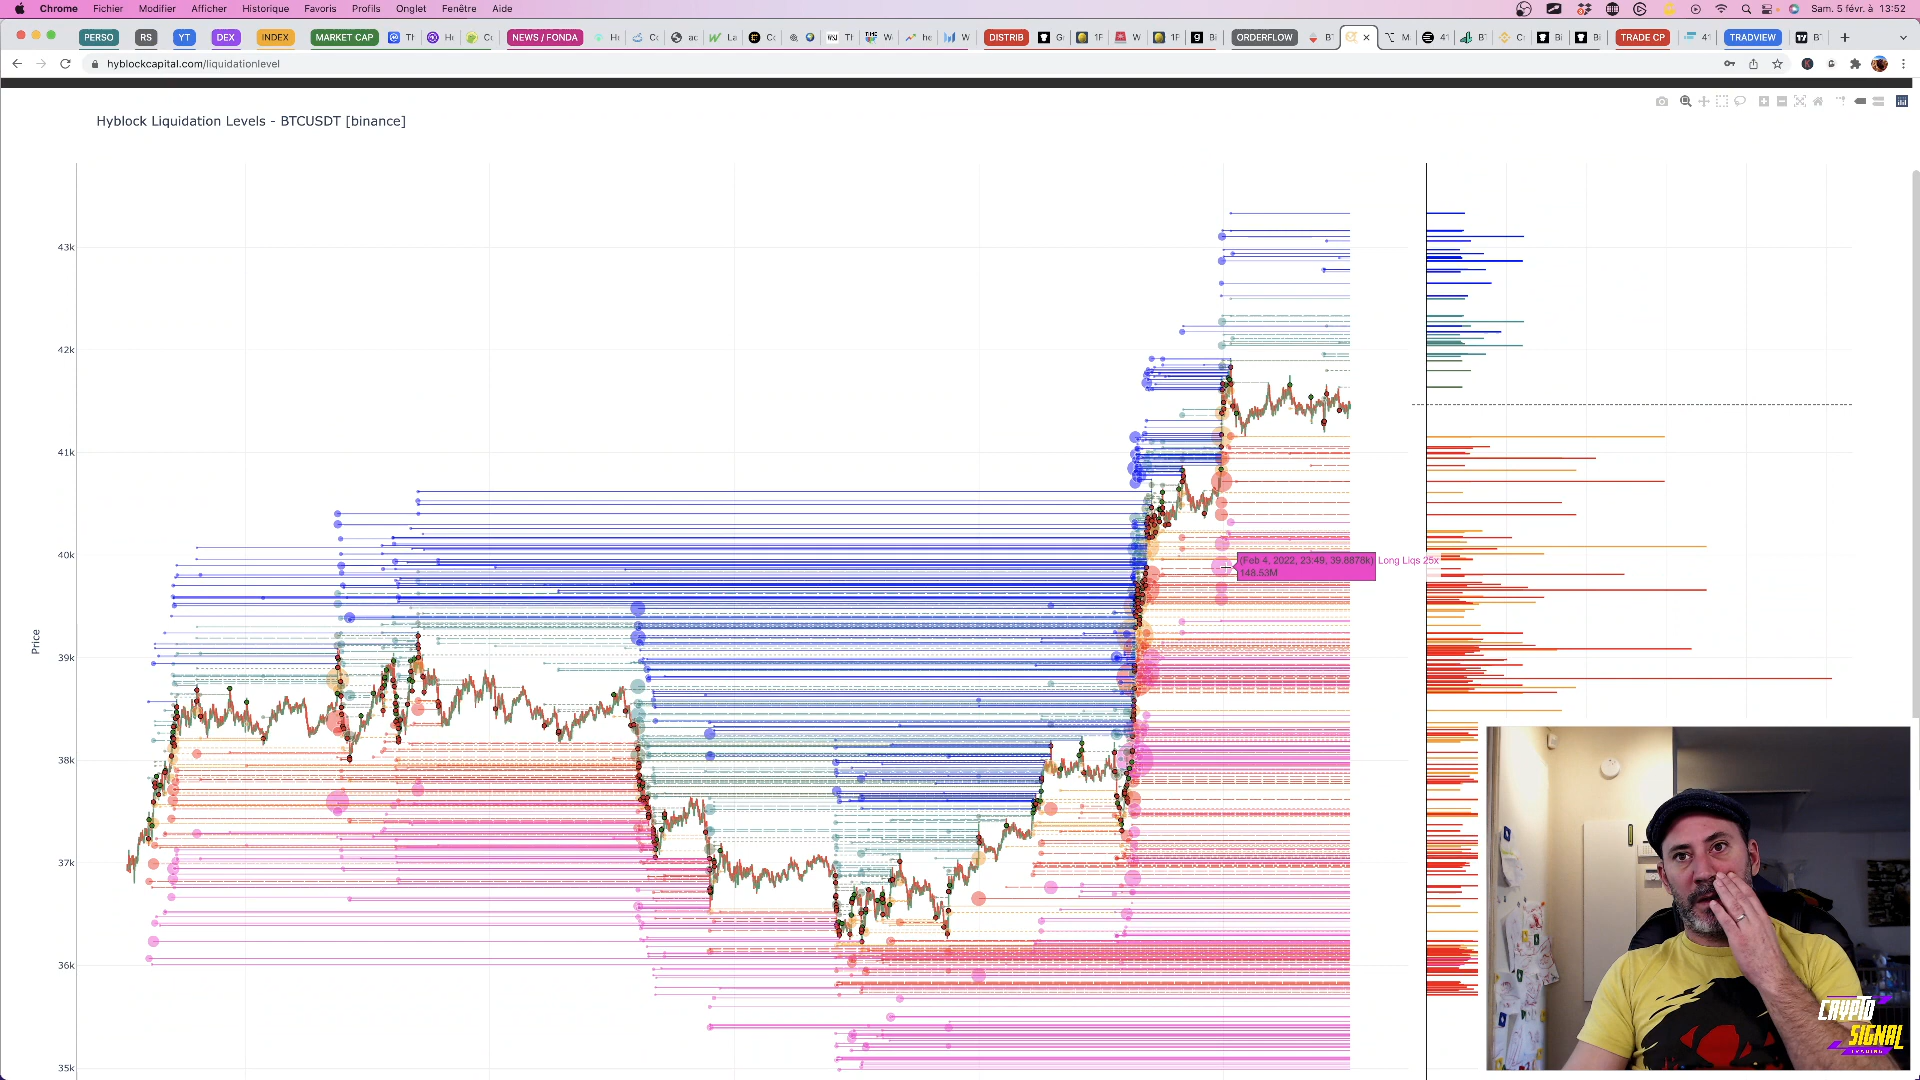 Chrome Fichier Modifier Afficher Historique Favoris Profils Onglet Fenêtre Aide
Sam. 5 févr. à 13:52
PERSO RS YT DEX INDEX MARKET CAP NEWS / FONDA DISTRIB ORDERFLOW TRADE CP TRADVIEW
hyblockcapital.com/liquidationlevel
Hyblock Liquidation Levels - BTCUSDT [binance]
43k
42k
41k
40k
(Feb 4, 2022, 23:49, 39.8878k) Long Liqs 25x
148.53M
Price
39k
38k
37k
36k
35k
CRYPTO
SIGNAL
TRADING